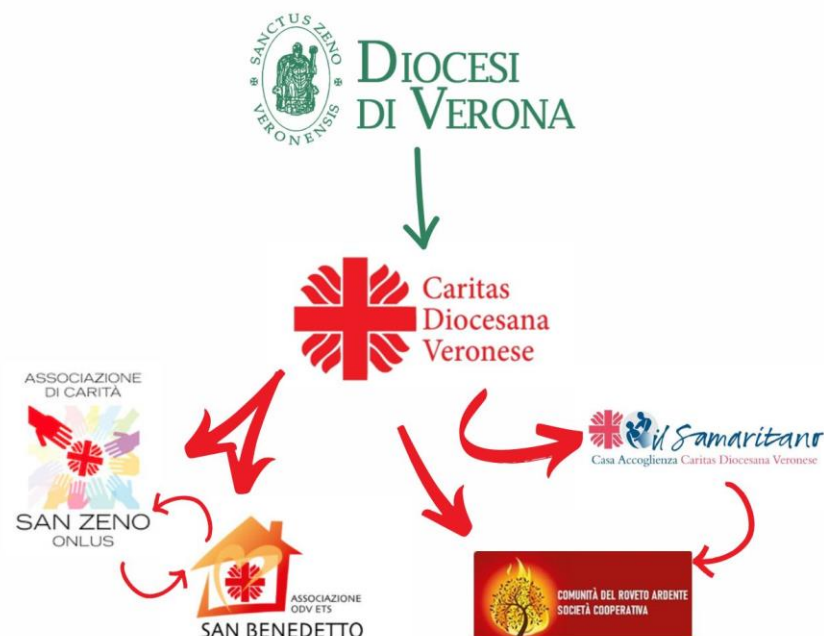 SANCTUS ZENO
VERONENSIS
DIOCESI
DI VERONA
Caritas
Diocesana
Veronese
ASSOCIAZIONE
DI CARITÀ
SAN ZENO
ONLUS
il Samaritano
Casa Accoglienza Caritas Diocesana Veronese
ASSOCIAZIONE
ODV ETS
SAN BENEDETTO
COMUNITÀ DEL ROVETO ARDENTE
SOCIETÀ COOPERATIVA